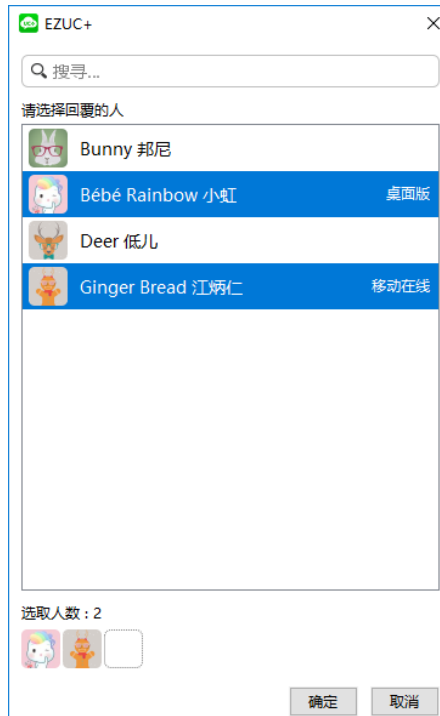 EZUC+
搜寻...
请选择回覆的人
Bunny 邦尼
Bébé Rainbow 小虹 桌面版
Deer 低儿
Ginger Bread 江炳仁 移动在线
选取人数 : 2
确定 取消